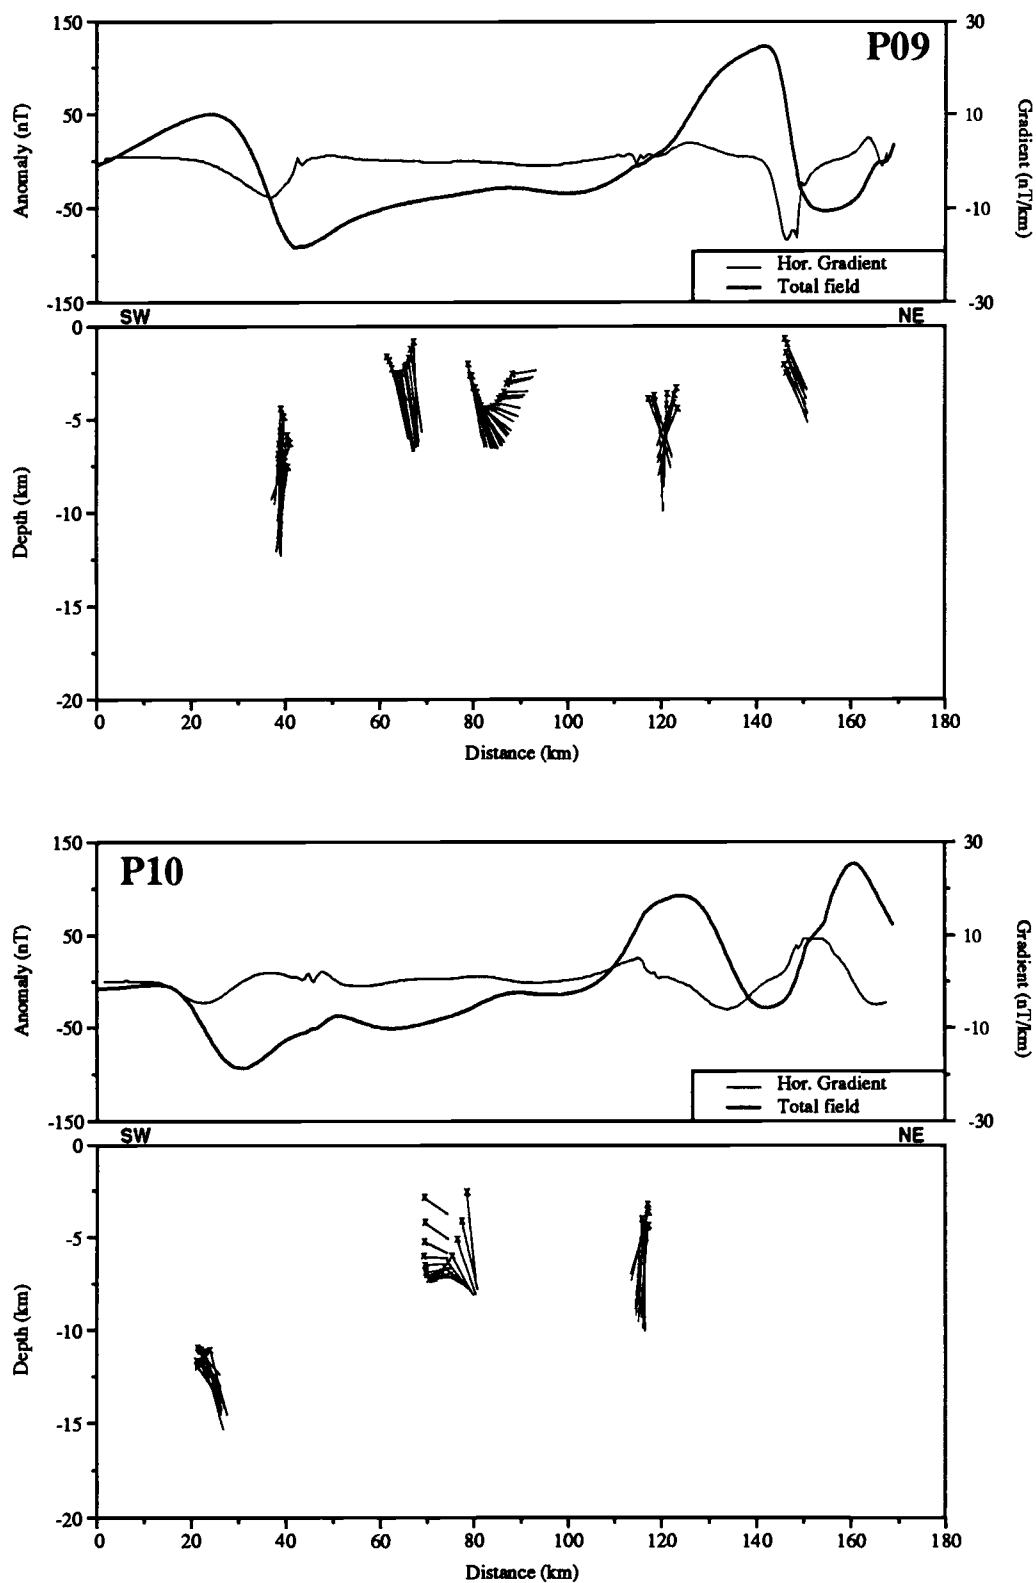 P09
150
50
-50
-150
Anomaly (nT)
30
10
-10
-30
Gradient (nT/km)
Hor. Gradient
Total field
SW
NE
0
-5
-10
-15
-20
Depth (km)
0
20
40
60
80
100
120
140
160
180
Distance (km)
P10
150
50
-50
-150
Anomaly (nT)
30
10
-10
-30
Gradient (nT/km)
Hor. Gradient
Total field
SW
NE
0
-5
-10
-15
-20
Depth (km)
0
20
40
60
80
100
120
140
160
180
Distance (km)